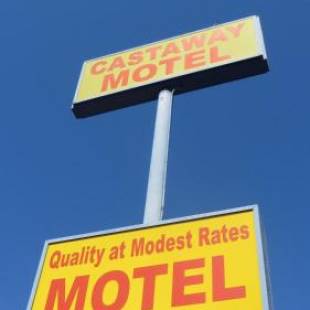 CASTAWAY
MOTEL
Quality at Modest Rates
MOTEL